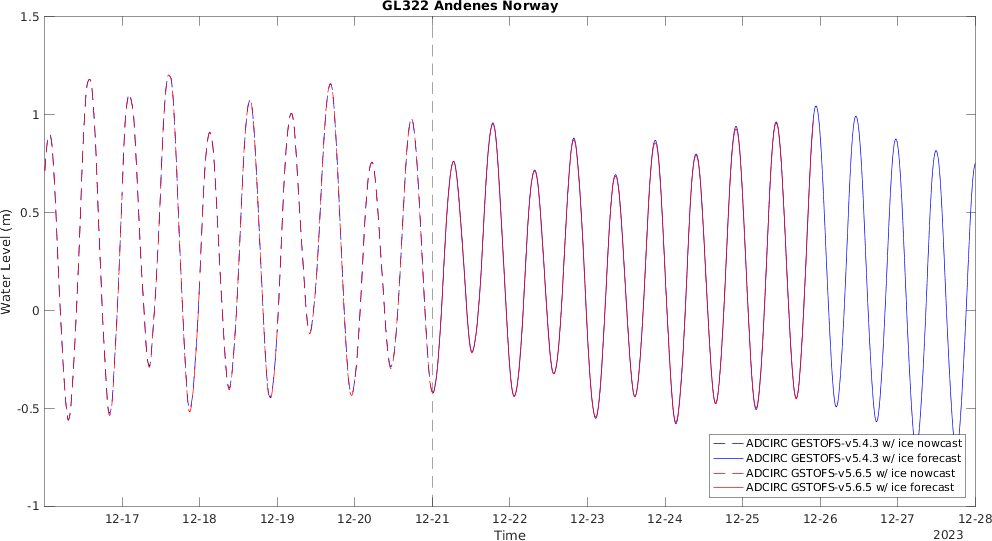 GL322 Andenes Norway
1.5
1
0.5
0
-0.5
-1
Water Level (m)
12-17 12-18 12-19 12-20 12-21 12-22 12-23 12-24 12-25 12-26 12-27 12-28
Time
2023
ADCIRC GESTOFS-v5.4.3 w/ ice nowcast
ADCIRC GESTOFS-v5.4.3 w/ ice forecast
ADCIRC GSTOFS-v5.6.5 w/ ice nowcast
ADCIRC GSTOFS-v5.6.5 w/ ice forecast